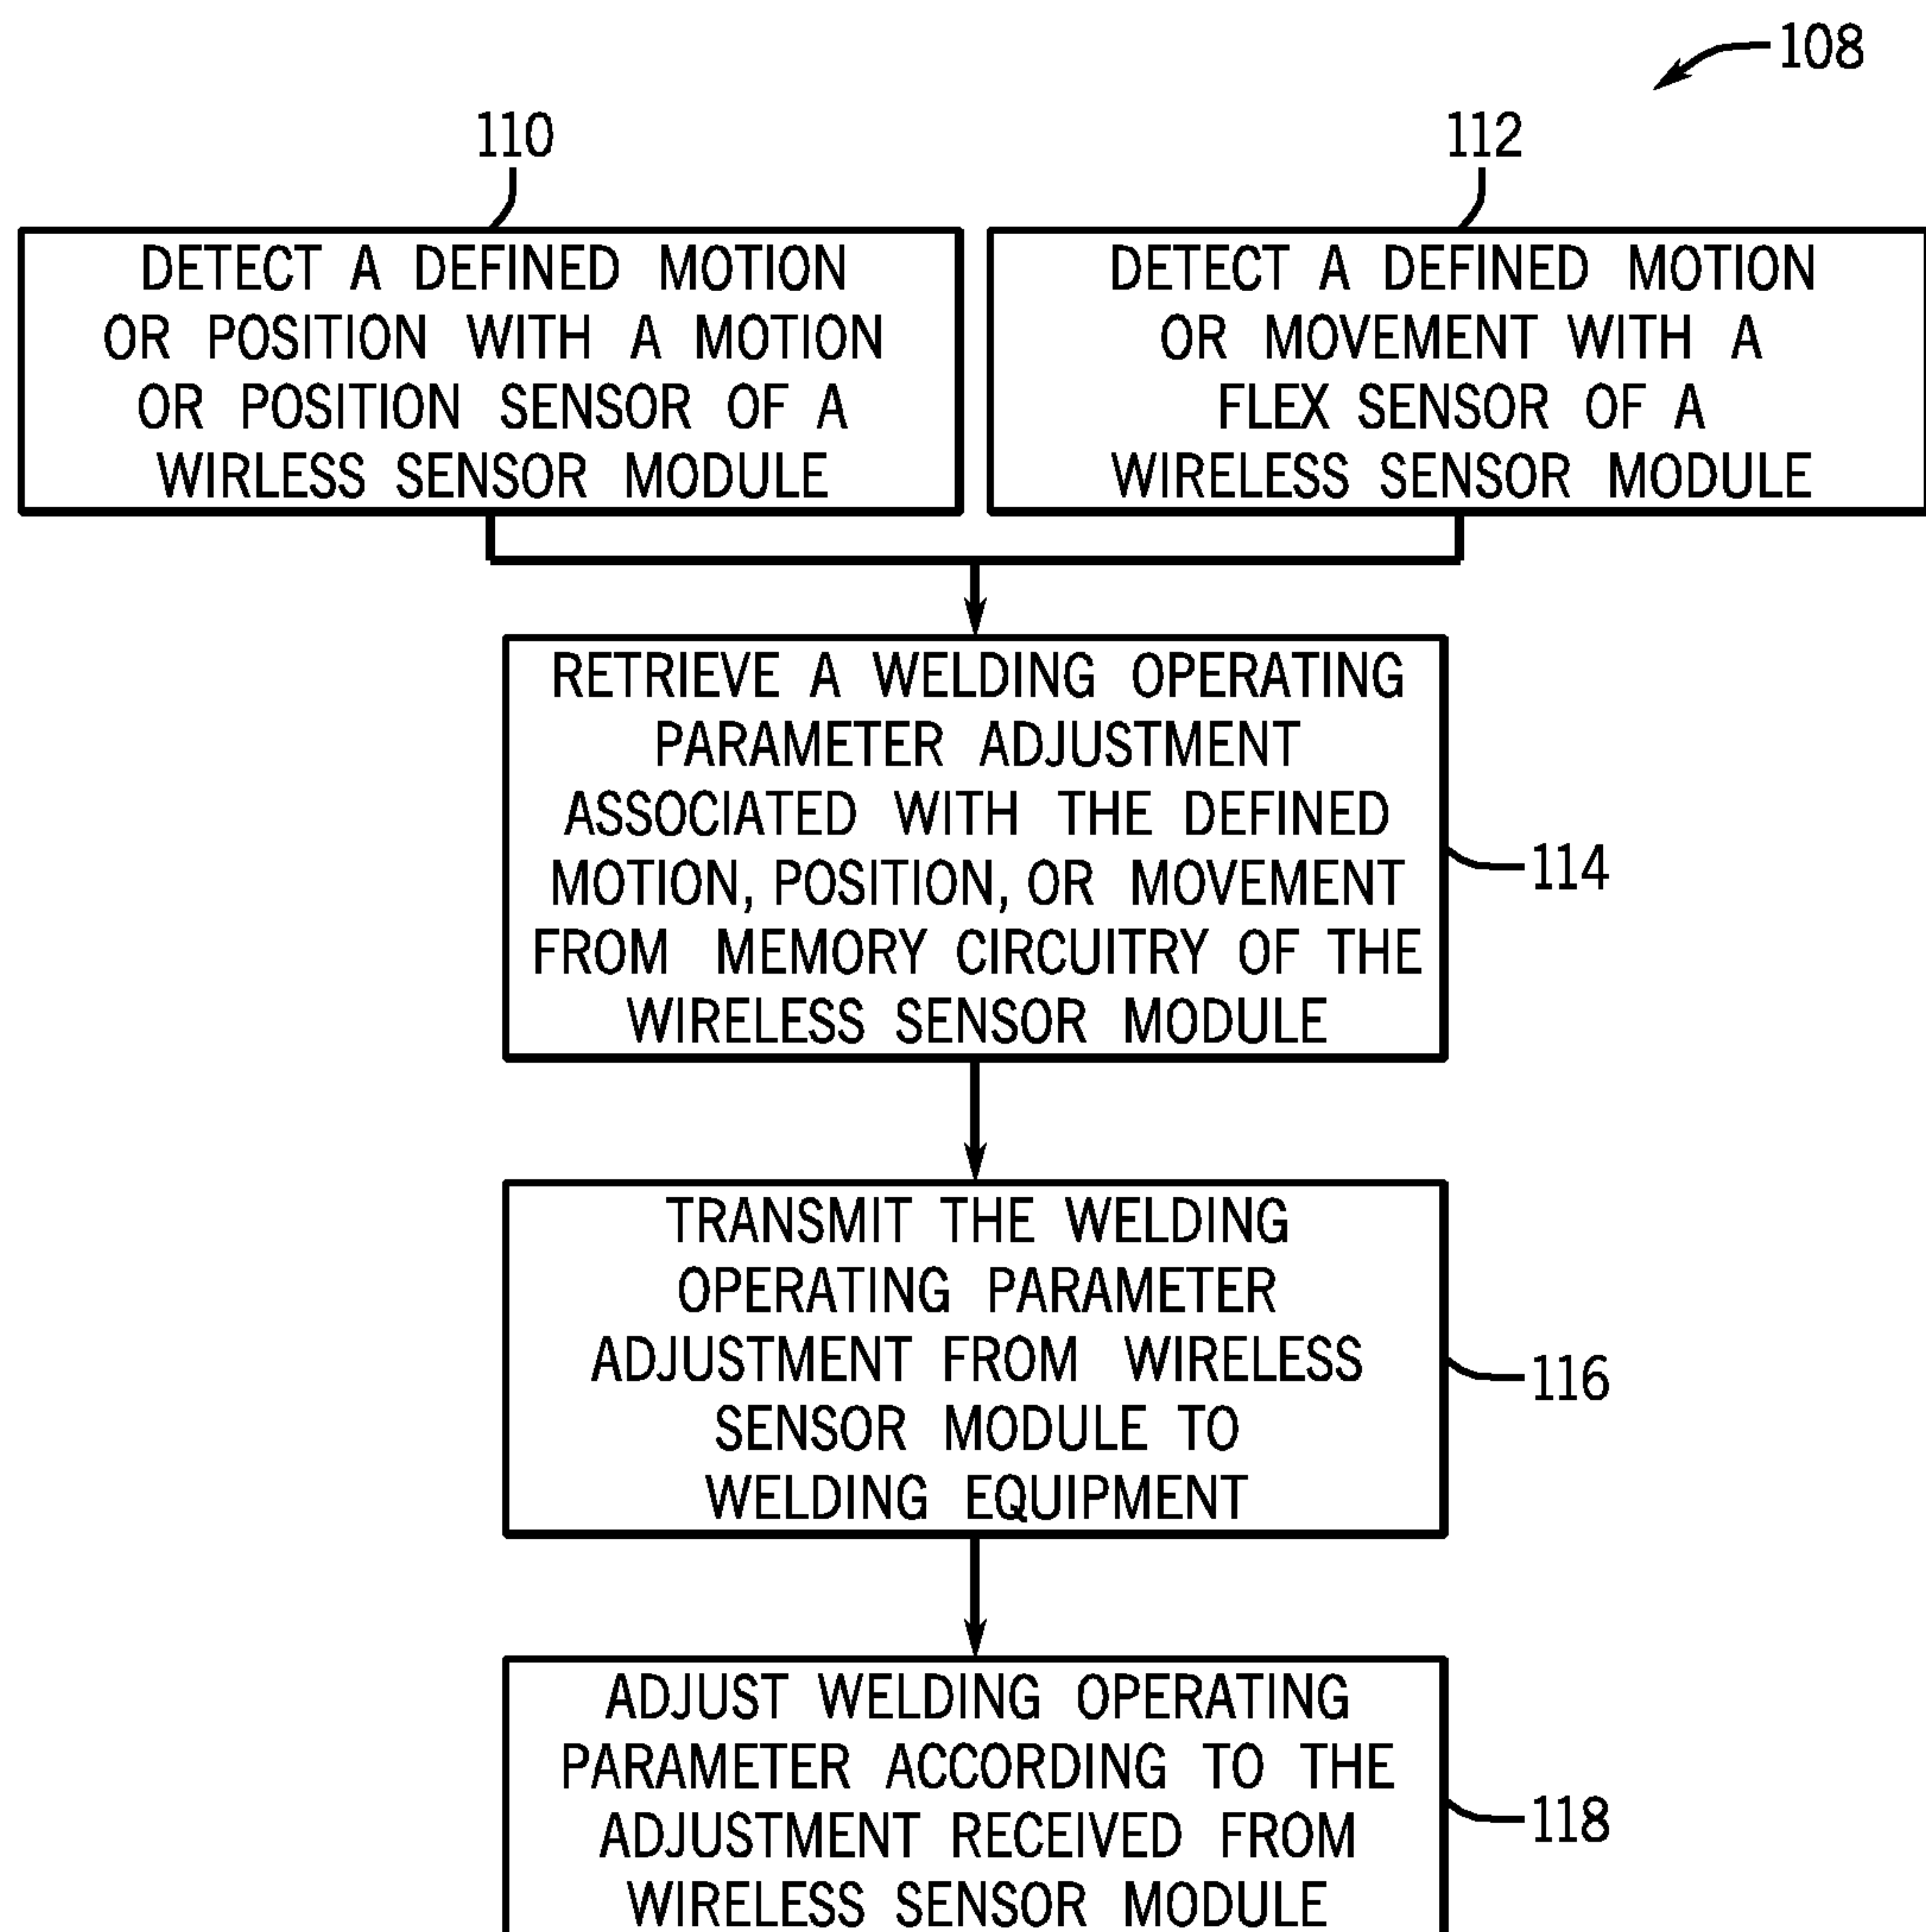 108
110
112
DETECT A DEFINED MOTION
OR POSITION WITH A MOTION
OR POSITION SENSOR OF A
WIRLESS SENSOR MODULE
DETECT A DEFINED MOTION
OR MOVEMENT WITH A
FLEX SENSOR OF A
WIRELESS SENSOR MODULE
RETRIEVE A WELDING OPERATING
PARAMETER ADJUSTMENT
ASSOCIATED WITH THE DEFINED
MOTION, POSITION, OR MOVEMENT
FROM MEMORY CIRCUITRY OF THE
WIRELESS SENSOR MODULE
114
TRANSMIT THE WELDING
OPERATING PARAMETER
ADJUSTMENT FROM WIRELESS
SENSOR MODULE TO
WELDING EQUIPMENT
116
ADJUST WELDING OPERATING
PARAMETER ACCORDING TO THE
ADJUSTMENT RECEIVED FROM
WIRELESS SENSOR MODULE
118